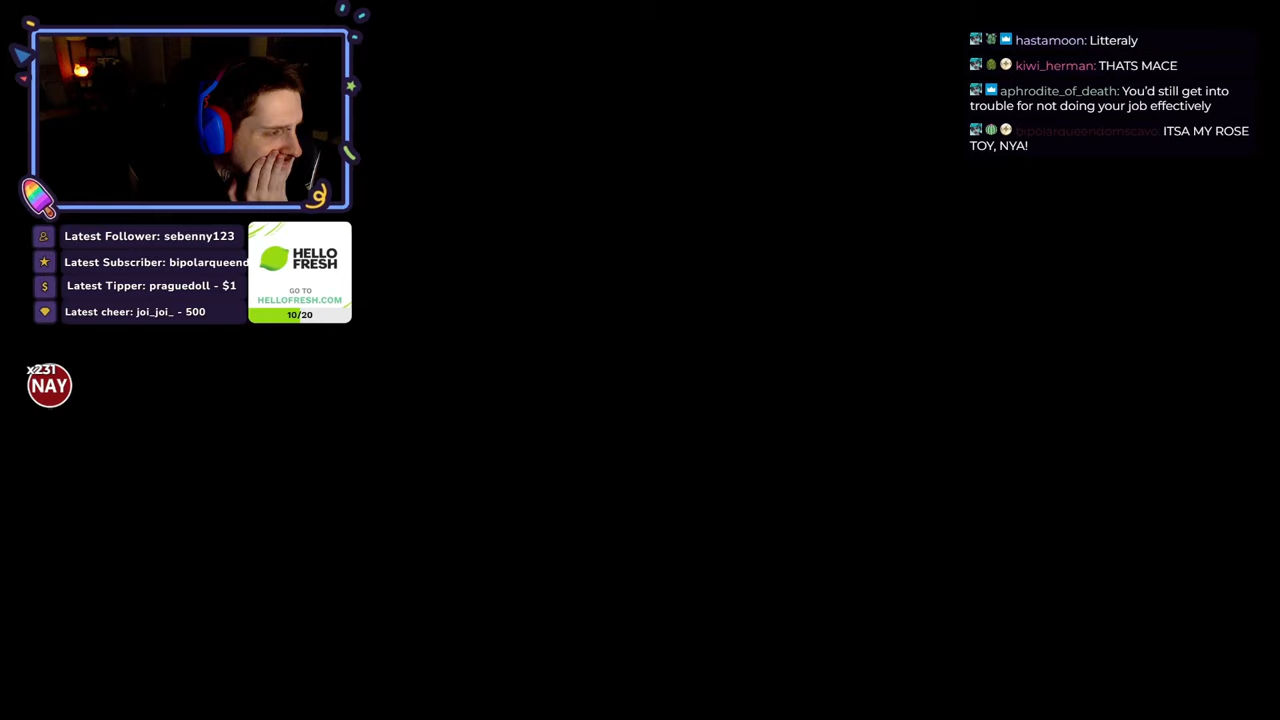 hastamoon: Litteraly
kiwi_herman: THATS MACE
aphrodite_of_death: You'd still get into
trouble for not doing your job effectively
bipolarqueendomscavo: ITSA MY ROSE
TOY, NYA!
Latest Follower: sebenny123
Latest Subscriber: bipolarqueend
Latest Tipper: praguedoll - $1
Latest cheer: joi_joi_ - 500
HELLO
FRESH
GO TO
HELLOFRESH.COM
10/20
x231
NAY